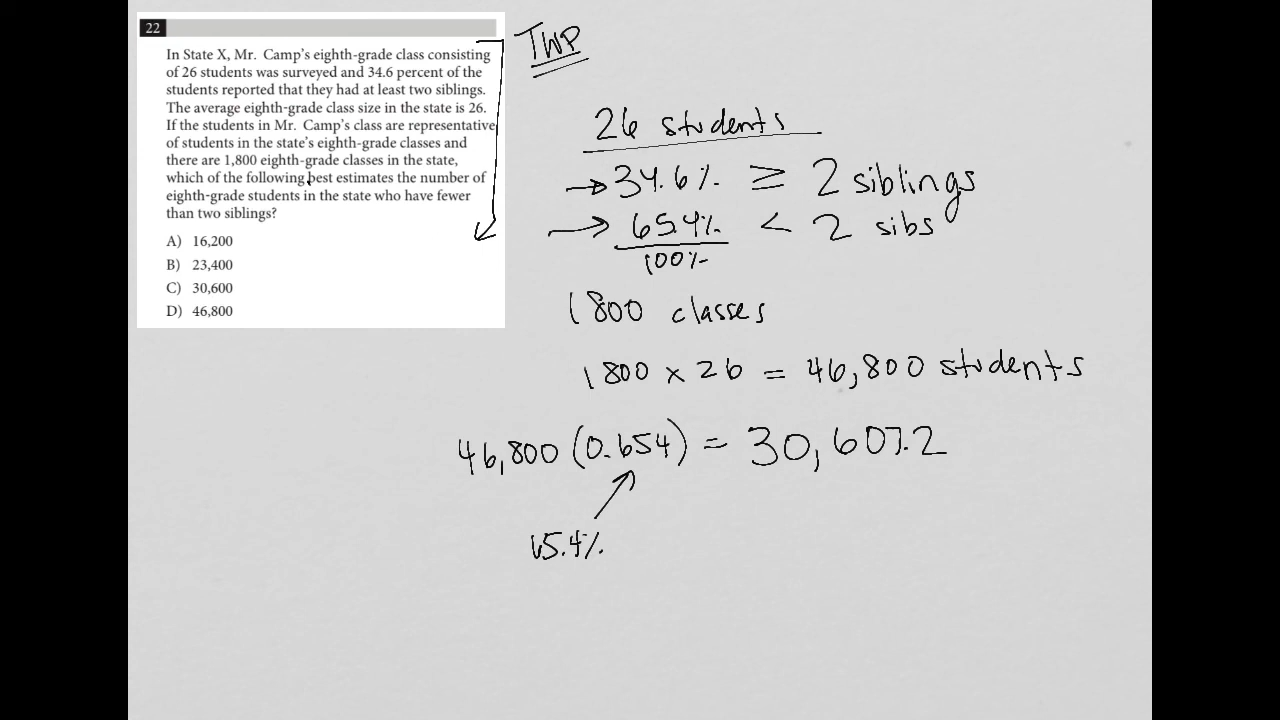 22
In State X, Mr. Camp's eighth-grade class consisting
of 26 students was surveyed and 34.6 percent of the
students reported that they had at least two siblings.
The average eighth-grade class size in the state is 26.
If the students in Mr. Camp's class are representative
of students in the state's eighth-grade classes and
there are 1,800 eighth-grade classes in the state,
which of the following best estimates the number of
eighth-grade students in the state who have fewer
than two siblings?
A) 16,200
B) 23,400
C) 30,600
D) 46,800
TWP
26 students
→ 34.6% ≥ 2 siblings
→ 65.4% < 2 sibs
100%
1800 classes
1800 × 26 = 46,800 students
46,800 (0.654) = 30,607.2
65.4%